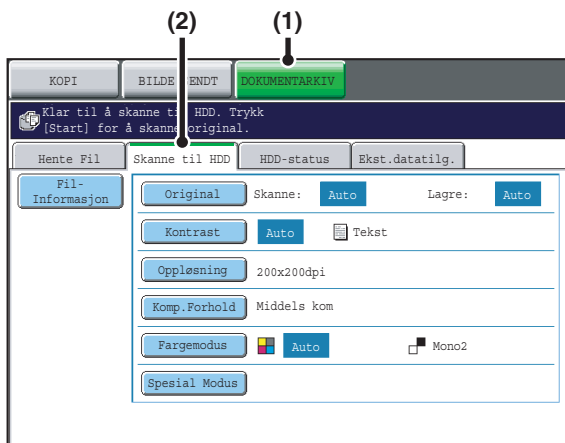 (2) (1)
KOPI BILDE SENDT DOKUMENTARKIV
Klar til å skanne til HDD. Trykk
[Start] for å skanne original.
Hente Fil Skanne til HDD HDD-status Ekst.datatilg.
Fil-
Informasjon
Original Skanne: Auto Lagre: Auto
Kontrast Auto Tekst
Oppløsning 200x200dpi
Komp.Forhold Middels kom
Fargemodus Auto Mono2
Spesial Modus